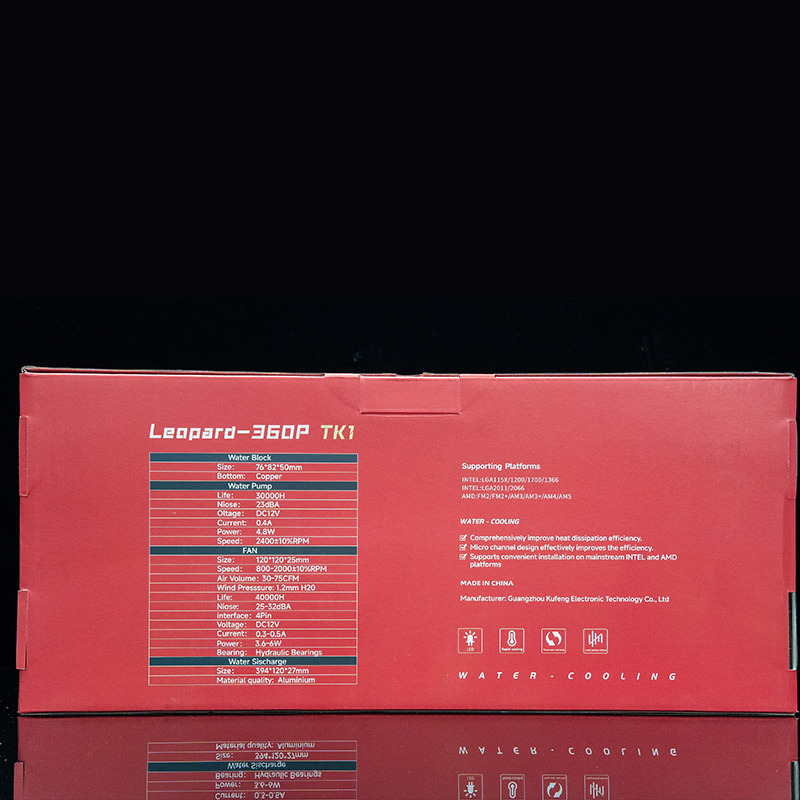 Leopard-360P TK1
Water Block
Size: 76*82*50mm
Bottom: Copper
Water Pump
Life: 30000H
Niose: 23dBA
Oltage: DC12V
Current: 0.4A
Power: 4.8W
Speed: 2400±10%RPM
FAN
Size: 120*120*25mm
Speed: 800-2000±10%RPM
Air Volume: 30-75CFM
Wind Presssure: 1.2mm H20
Life: 40000H
Niose: 25-32dBA
interface: 4Pin
Voltage: DC12V
Current: 0.3-0.5A
Power: 3.6-6W
Bearing: Hydraulic Bearings
Water Sischarge
Size: 394*120*27mm
Material quality: Aluminium
Supporting Platforms
INTEL:LGA115X/1200/1700/1366
INTEL:LGA2011/2066
AMD:FM2/FM2+/AM3/AM3+/AM4/AM5
WATER - COOLING
Comprehensively improve heat dissipation efficiency.
Micro channel design effectively improves the efficiency.
Supports convenient installation on mainstream INTEL and AMD
platforms
MADE IN CHINA
Manufacturer: Guangzhou Kufeng Electronic Technology Co., Ltd
LED
Rapid cooling
WATER-COOLING